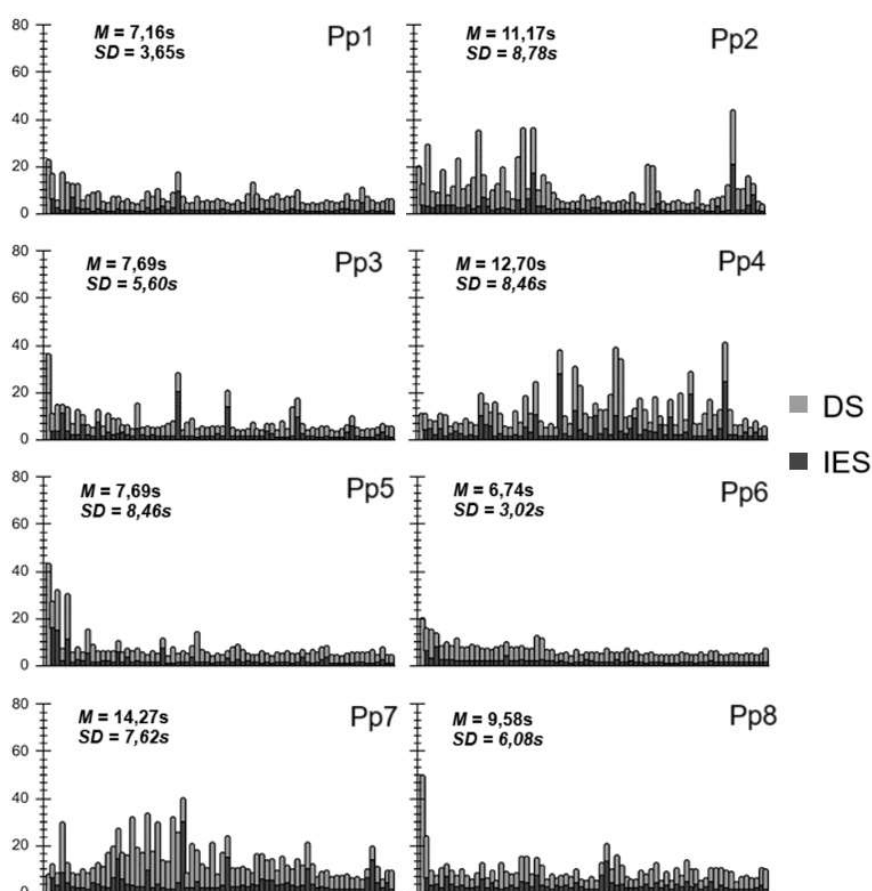 80
60
40
20
0
M = 7,16s
SD = 3,65s
Pp1
M = 11,17s
SD = 8,78s
Pp2
80
60
40
20
0
M = 7,69s
SD = 5,60s
Pp3
M = 12,70s
SD = 8,46s
Pp4
DS
IES
80
60
40
20
0
M = 7,69s
SD = 8,46s
Pp5
M = 6,74s
SD = 3,02s
Pp6
80
60
40
20
0
M = 14,27s
SD = 7,62s
Pp7
M = 9,58s
SD = 6,08s
Pp8